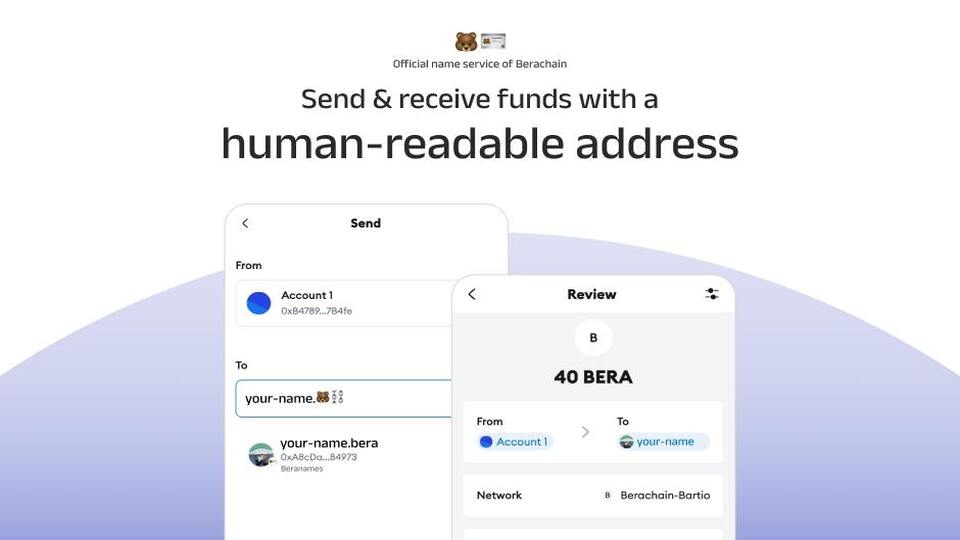 Official name service of Berachain
Send & receive funds with a
human-readable address
Send
From
Account 1
0xB4789...7B4fe
To
your-name.🐻⛓️
your-name.bera
0xA8cDa...84973
Beranames
Review
B
40 BERA
From
To
Account 1
your-name
Network
B Berachain-Bartio